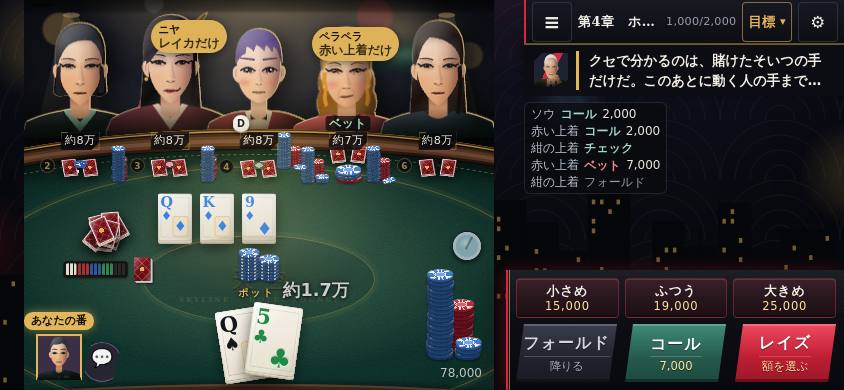 ニヤ
レイカだけ
ペラペラ
赤い上着だけ
D
ベット
約8万
約8万
約8万
約7万
約8万
2
3
4
6
Q
K
9
SKYLINE
ポット 約1.7万
あなたの番
Q
5
78,000
第4章 ホ… 1,000/2,000
目標 ▾
クセで分かるのは、賭けたそいつの手
だけだ。このあとに動く人の手まで…
ソウ コール 2,000
赤い上着 コール 2,000
紺の上着 チェック
赤い上着 ベット 7,000
紺の上着 フォールド
小さめ
15,000
ふつう
19,000
大きめ
25,000
フォールド
降りる
コール
7,000
レイズ
額を選ぶ